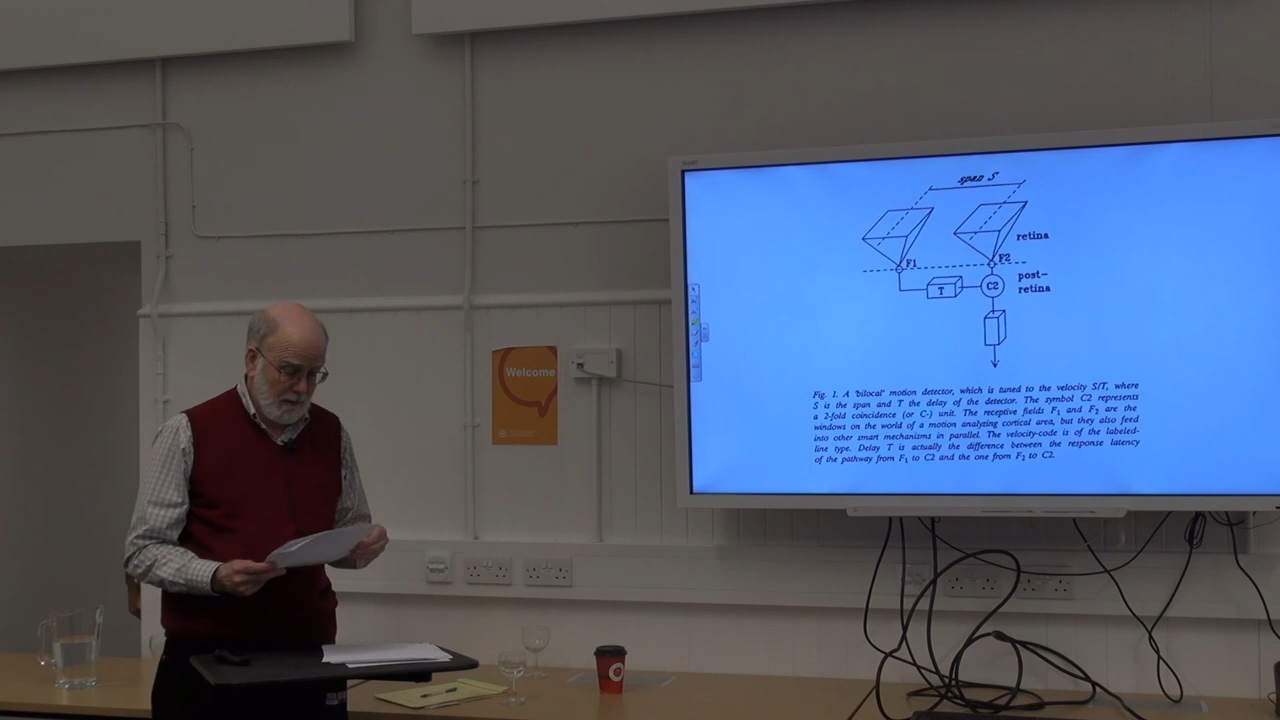 Welcome
span S
retina
F1
F2
post-
retina
T
C2
Fig. 1. A "bilocal" motion detector, which is tuned to the velocity S/T, where
S is the span and T the delay of the detector. The symbol C2 represents
a 2-fold coincidence (or C-) unit. The receptive fields F₁ and F₂ are the
windows on the world of a motion analyzing cortical area, but they also feed
into other smart mechanisms in parallel. The velocity-code is of the labeled-
line type. Delay T is actually the difference between the response latency
of the pathway from F₁ to C2 and the one from F₂ to C2.